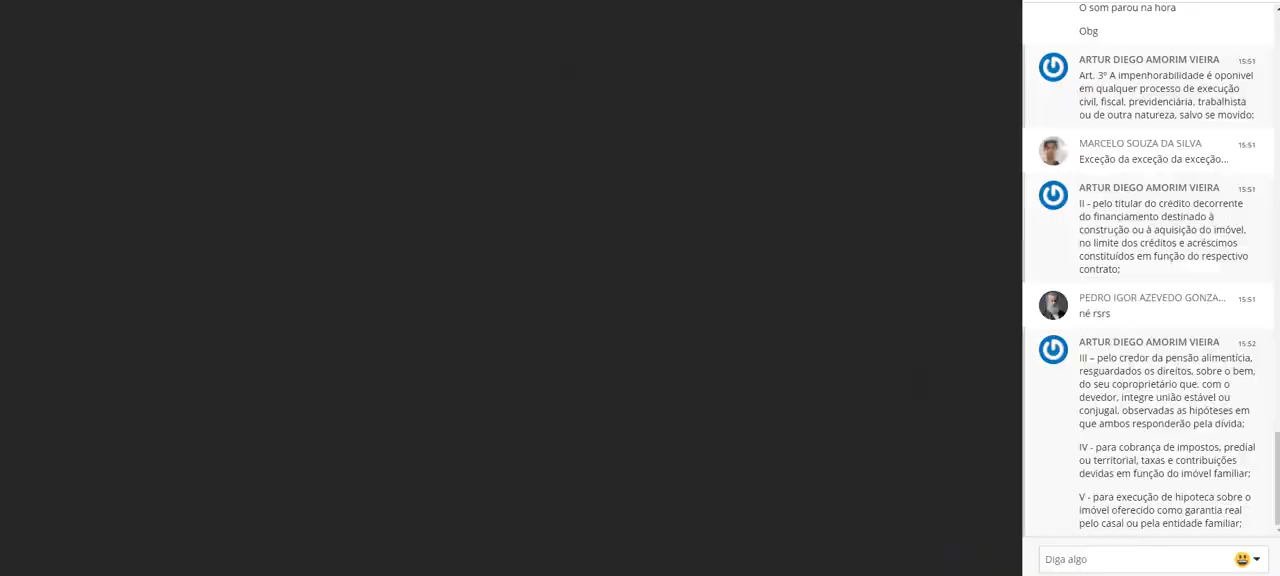 O som parou na hora
Obg
ARTUR DIEGO AMORIM VIEIRA 15:51
Art. 3º A impenhorabilidade é oponível
em qualquer processo de execução
civil, fiscal, previdenciária, trabalhista
ou de outra natureza, salvo se movido:
MARCELO SOUZA DA SILVA 15:51
Exceção da exceção da exceção...
ARTUR DIEGO AMORIM VIEIRA 15:51
II - pelo titular do crédito decorrente
do financiamento destinado à
construção ou à aquisição do imóvel,
no limite dos créditos e acréscimos
constituídos em função do respectivo
contrato;
PEDRO IGOR AZEVEDO GONZA... 15:51
né rsrs
ARTUR DIEGO AMORIM VIEIRA 15:52
III – pelo credor da pensão alimentícia,
resguardados os direitos, sobre o bem,
do seu coproprietário que, com o
devedor, integre união estável ou
conjugal, observadas as hipóteses em
que ambos responderão pela dívida;
IV - para cobrança de impostos, predial
ou territorial, taxas e contribuições
devidas em função do imóvel familiar;
V - para execução de hipoteca sobre o
imóvel oferecido como garantia real
pelo casal ou pela entidade familiar;
Diga algo